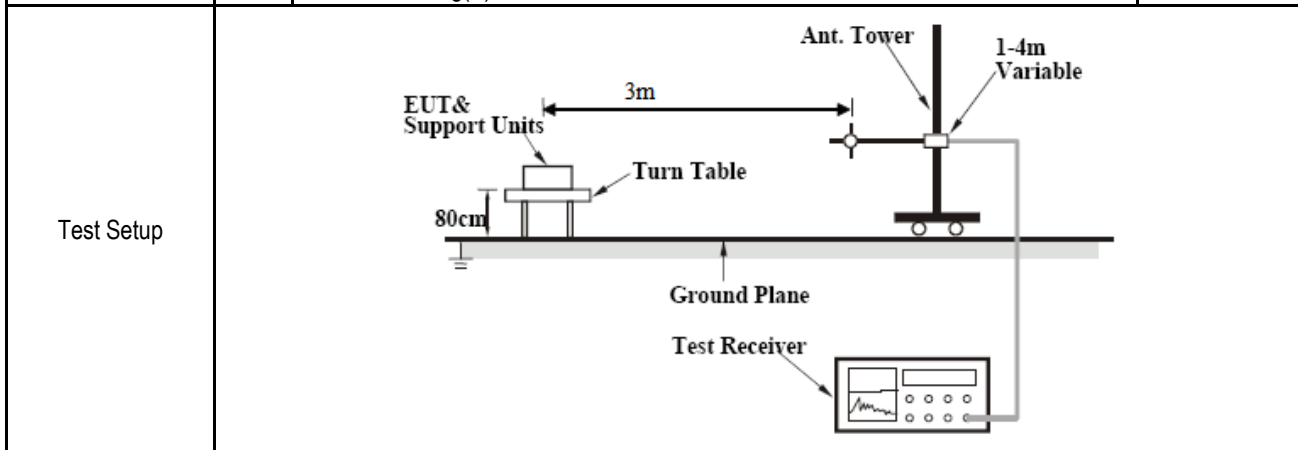 Test Setup
Ant. Tower
1-4m
Variable
3m
EUT&
Support Units
Turn Table
80cm
Ground Plane
Test Receiver